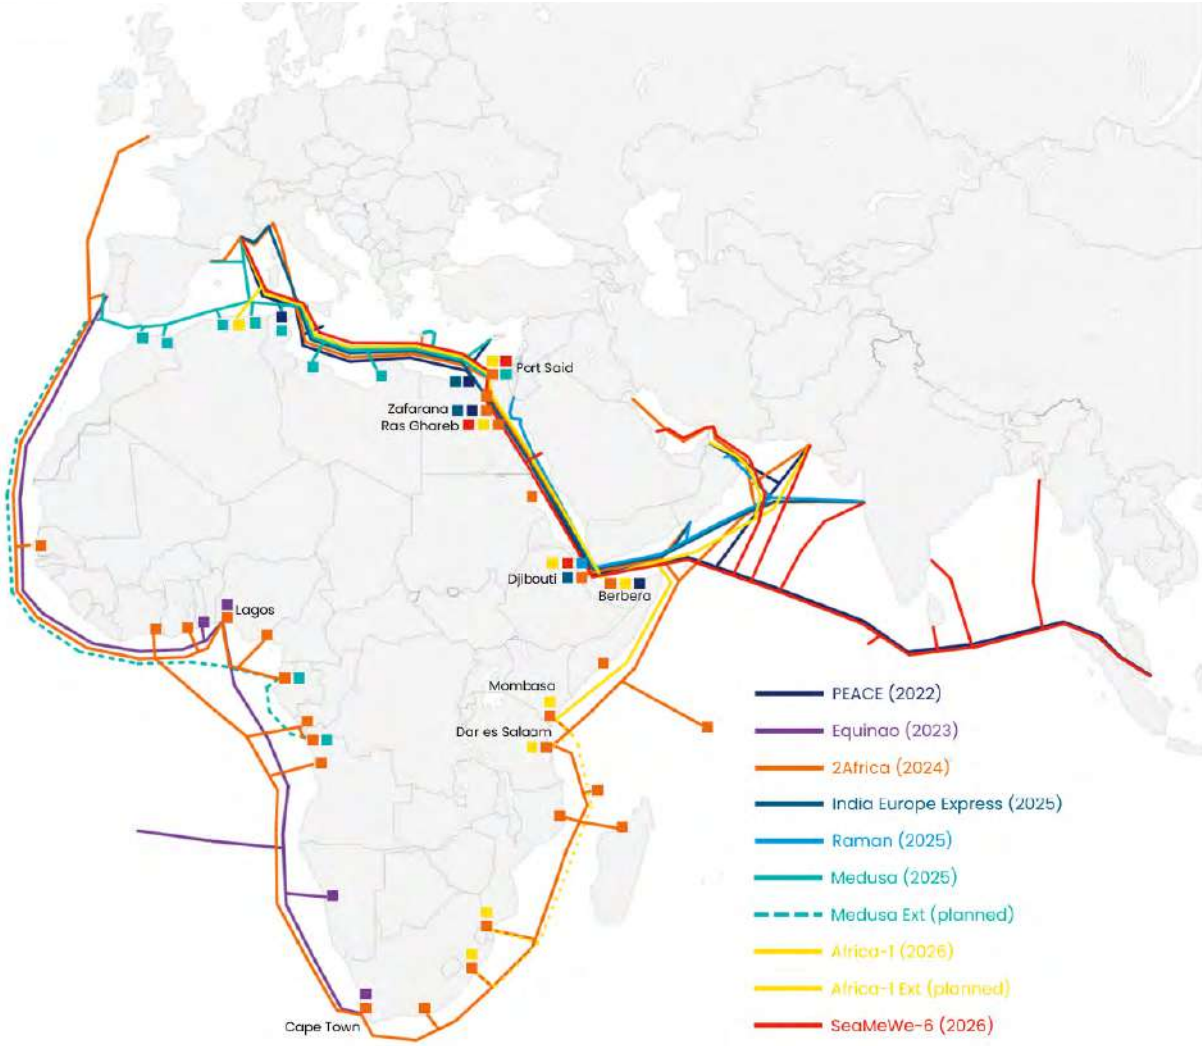 Port Said
Zafarana
Ras Ghareb
Djibouti
Berbera
Lagos
Mombasa
Dar es Salaam
Cape Town
PEACE (2022)
Equinao (2023)
2Africa (2024)
India Europe Express (2025)
Raman (2025)
Medusa (2025)
Medusa Ext (planned)
Africa-1 (2026)
Africa-1 Ext (planned)
SeaMeWe-6 (2026)